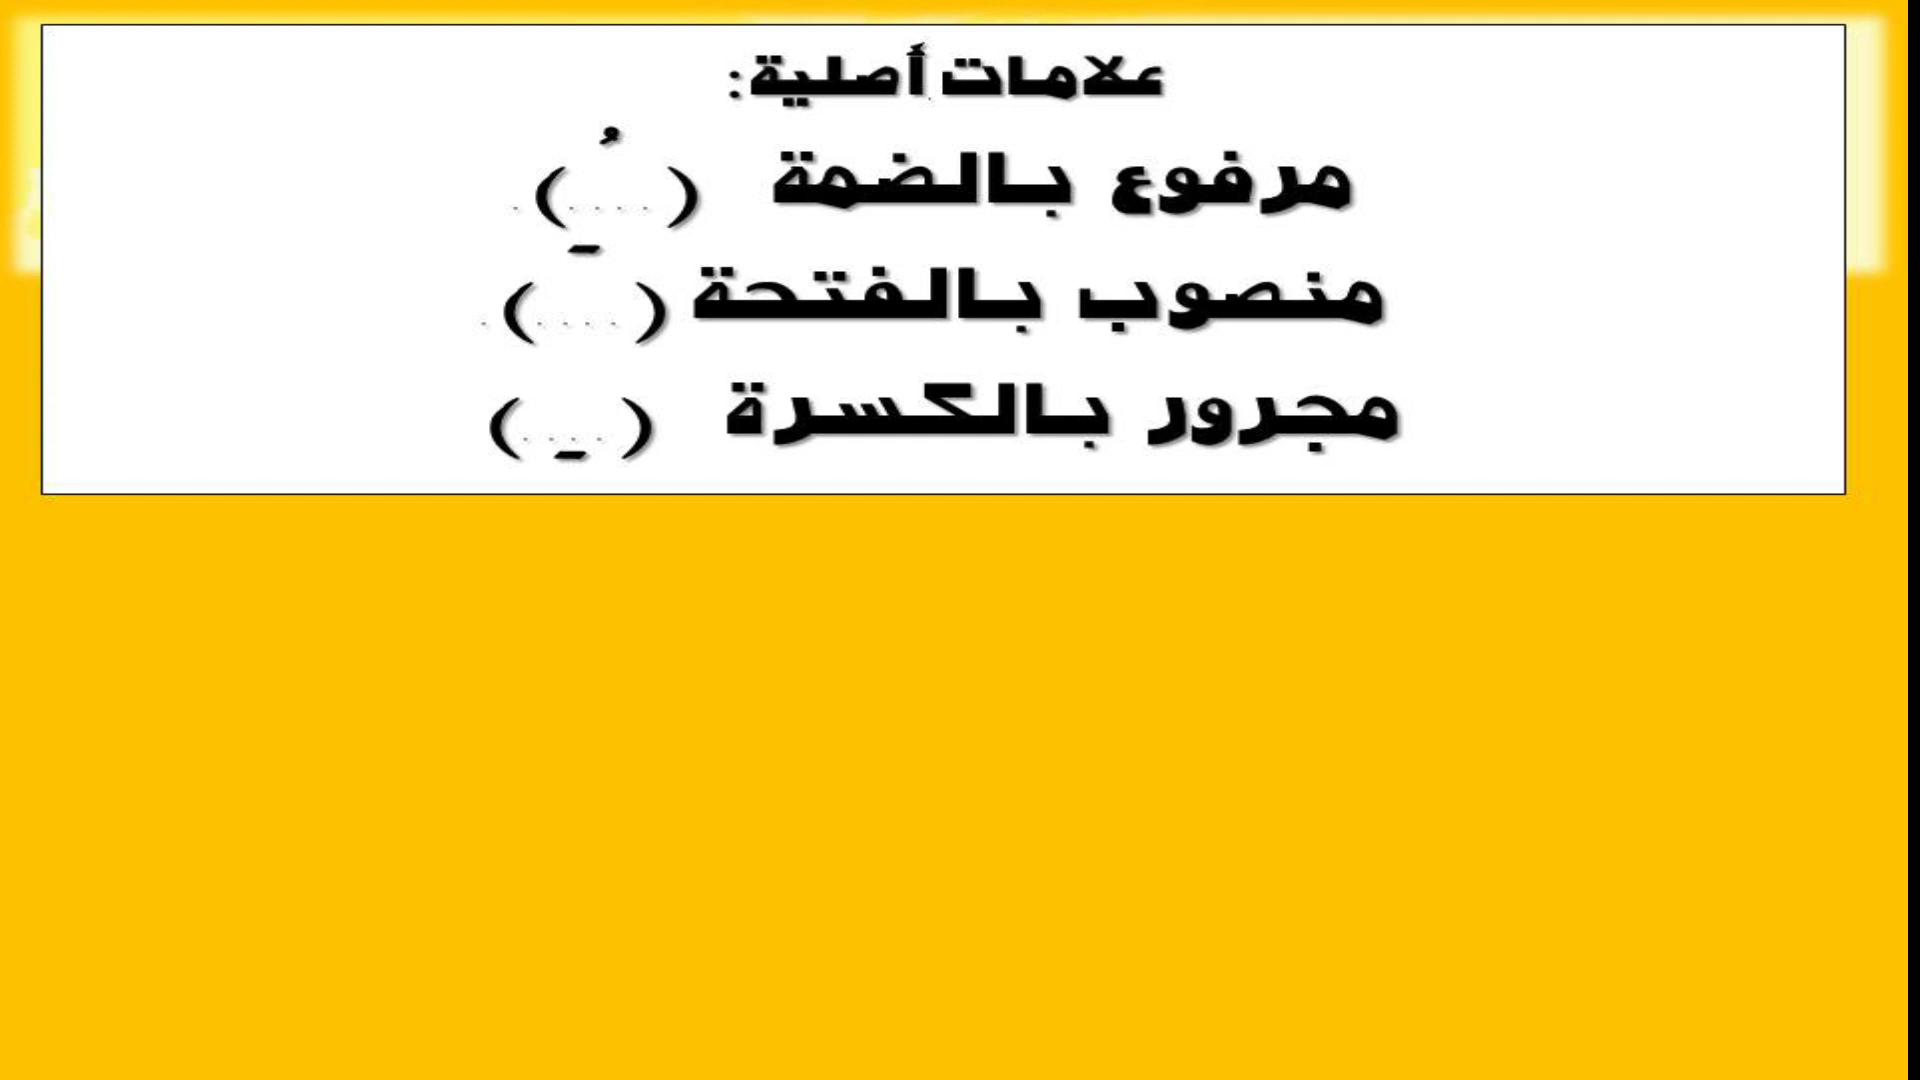 علامات أصلية:
مرفوع بالضمة (ـُ)
منصوب بالفتحة (ـَ)
مجرور بالكسرة (ـِ)